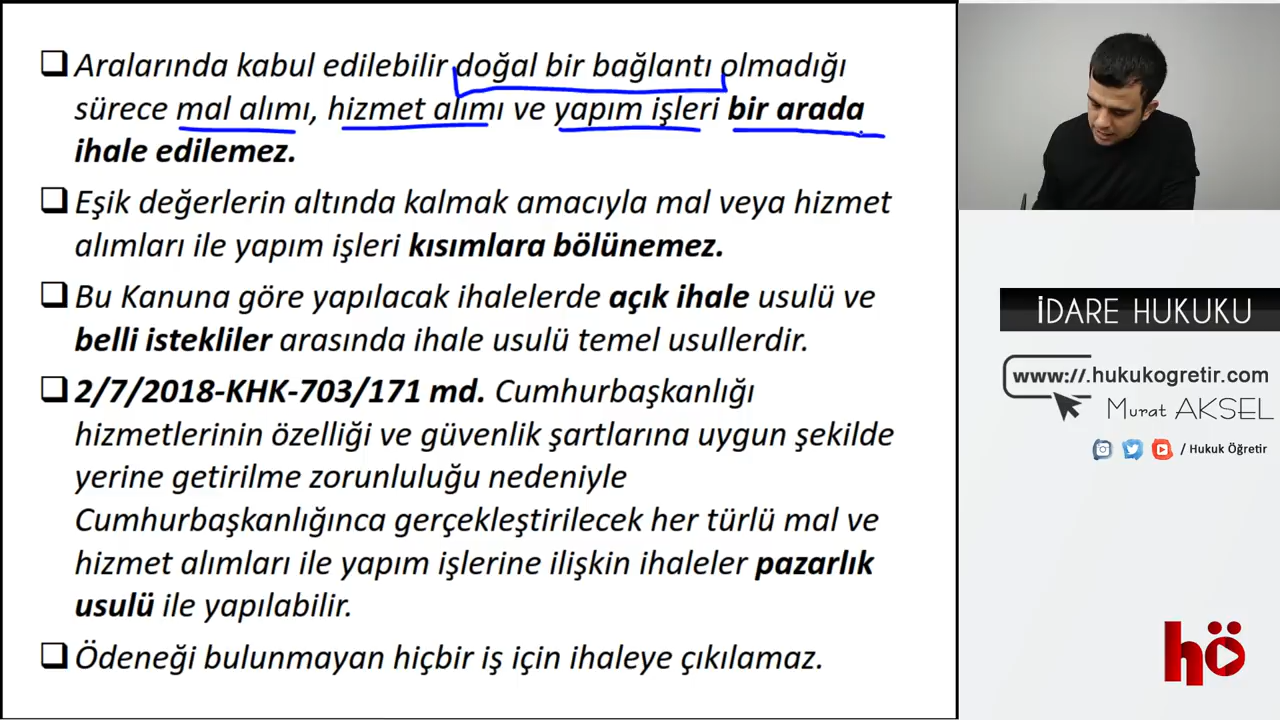 Aralarında kabul edilebilir doğal bir bağlantı olmadığı
sürece mal alımı, hizmet alımı ve yapım işleri bir arada
ihale edilemez.
Eşik değerlerin altında kalmak amacıyla mal veya hizmet
alımları ile yapım işleri kısımlara bölünemez.
Bu Kanuna göre yapılacak ihalelerde açık ihale usulü ve
belli istekliler arasında ihale usulü temel usullerdir.
2/7/2018-KHK-703/171 md. Cumhurbaşkanlığı
hizmetlerinin özelliği ve güvenlik şartlarına uygun şekilde
yerine getirilme zorunluluğu nedeniyle
Cumhurbaşkanlığınca gerçekleştirilecek her türlü mal ve
hizmet alımları ile yapım işlerine ilişkin ihaleler pazarlık
usulü ile yapılabilir.
Ödeneği bulunmayan hiçbir iş için ihaleye çıkılamaz.
İDARE HUKUKU
www://.hukukogretir.com
Murat AKSEL
/ Hukuk Öğretir
hö